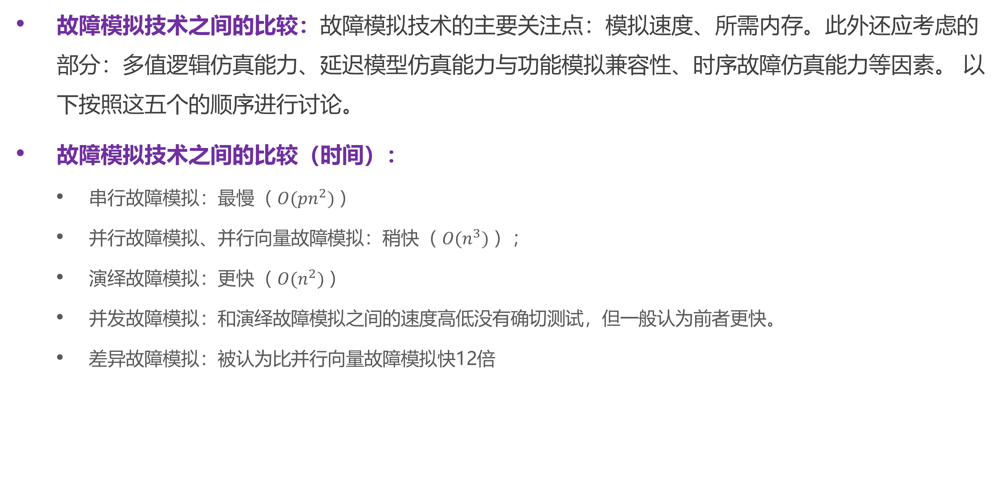 • 故障模拟技术之间的比较：故障模拟技术的主要关注点：模拟速度、所需内存。此外还应考虑的
部分：多值逻辑仿真能力、延迟模型仿真能力与功能模拟兼容性、时序故障仿真能力等因素。 以
下按照这五个的顺序进行讨论。
• 故障模拟技术之间的比较（时间）：
• 串行故障模拟：最慢（ O(pn²) ）
• 并行故障模拟、并行向量故障模拟：稍快（ O(n³) ）；
• 演绎故障模拟：更快（ O(n²) ）
• 并发故障模拟：和演绎故障模拟之间的速度高低没有确切测试，但一般认为前者更快。
• 差异故障模拟：被认为比并行向量故障模拟快12倍